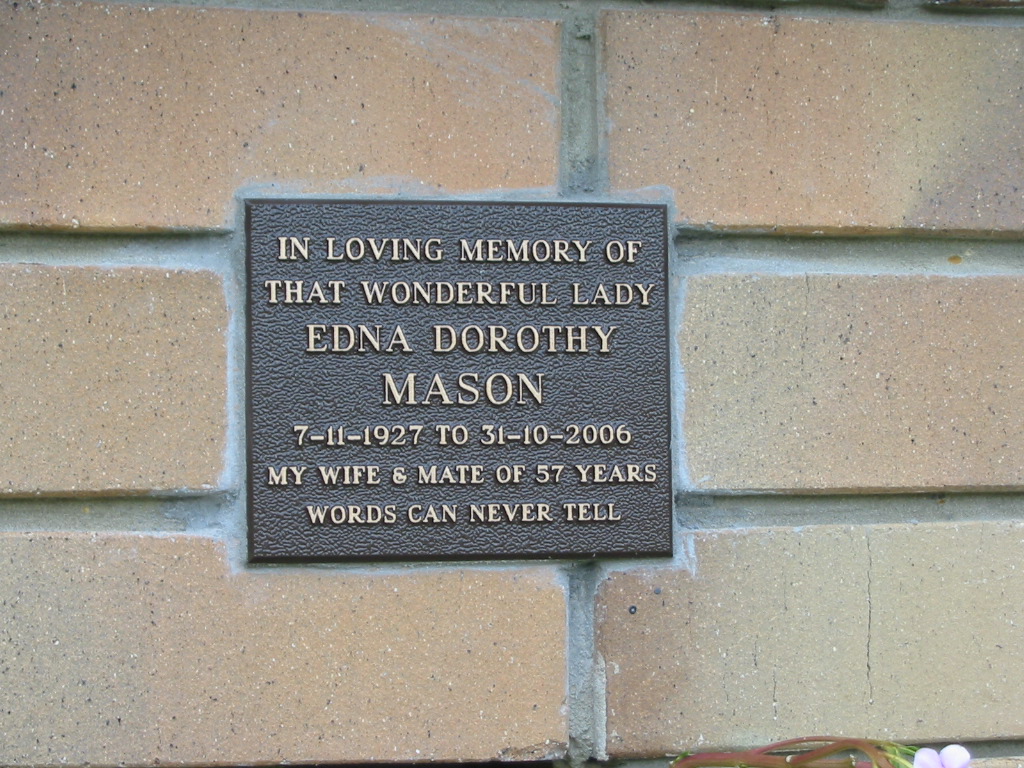 IN LOVING MEMORY OF
THAT WONDERFUL LADY
EDNA DOROTHY
MASON
7-11-1927 TO 31-10-2006
MY WIFE & MATE OF 57 YEARS
WORDS CAN NEVER TELL